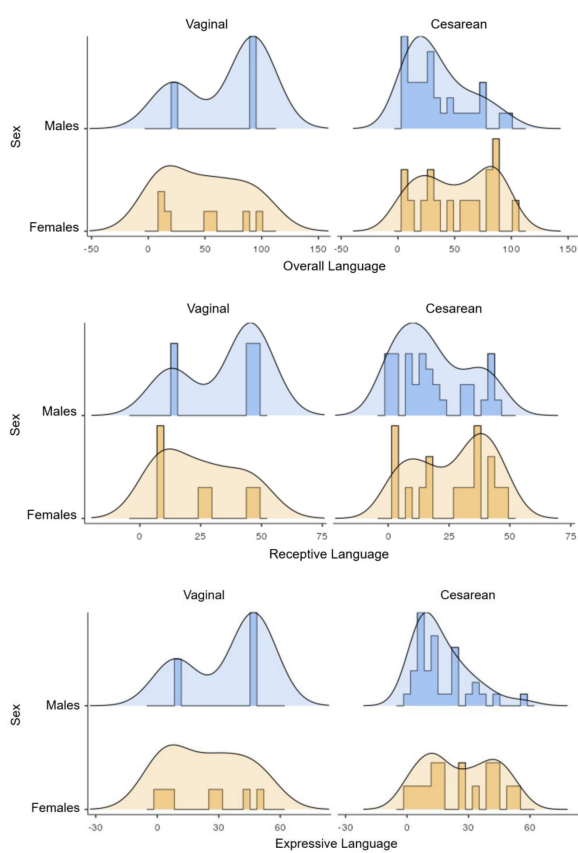 Vaginal
Cesarean
Sex
Males
Females
-50 0 50 100 150 -50 0 50 100 150
Overall Language
Vaginal
Cesarean
Sex
Males
Females
0 25 50 75 0 25 50 75
Receptive Language
Vaginal
Cesarean
Sex
Males
Females
-30 0 30 60 -30 0 30 60
Expressive Language